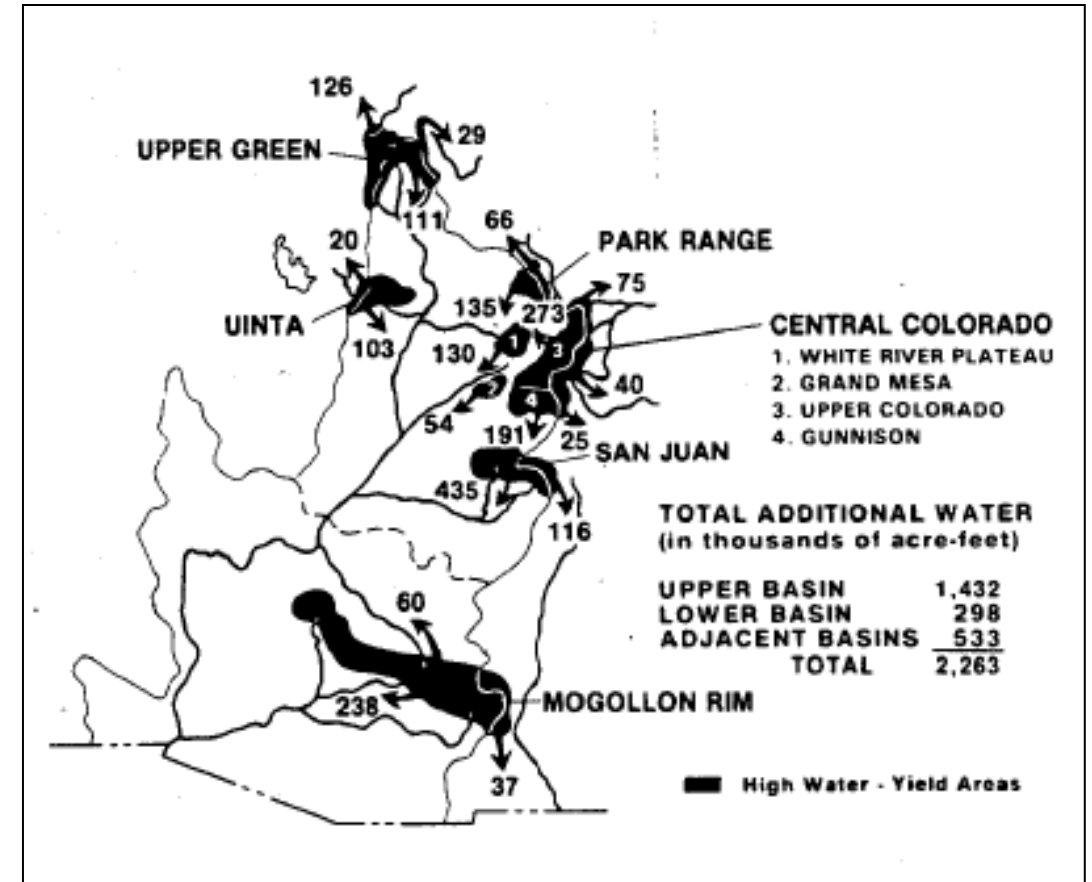 126
29
UPPER GREEN
111
66
20
PARK RANGE
75
135
273
UINTA
103
CENTRAL COLORADO
1
3
130
1. WHITE RIVER PLATEAU
2. GRAND MESA
2
40
4
3. UPPER COLORADO
54
191
25
4. GUNNISON
SAN JUAN
435
116
TOTAL ADDITIONAL WATER
(in thousands of acre-feet)
UPPER BASIN 1,432
LOWER BASIN 298
ADJACENT BASINS 533
TOTAL 2,263
60
238
MOGOLLON RIM
37
High Water - Yield Areas